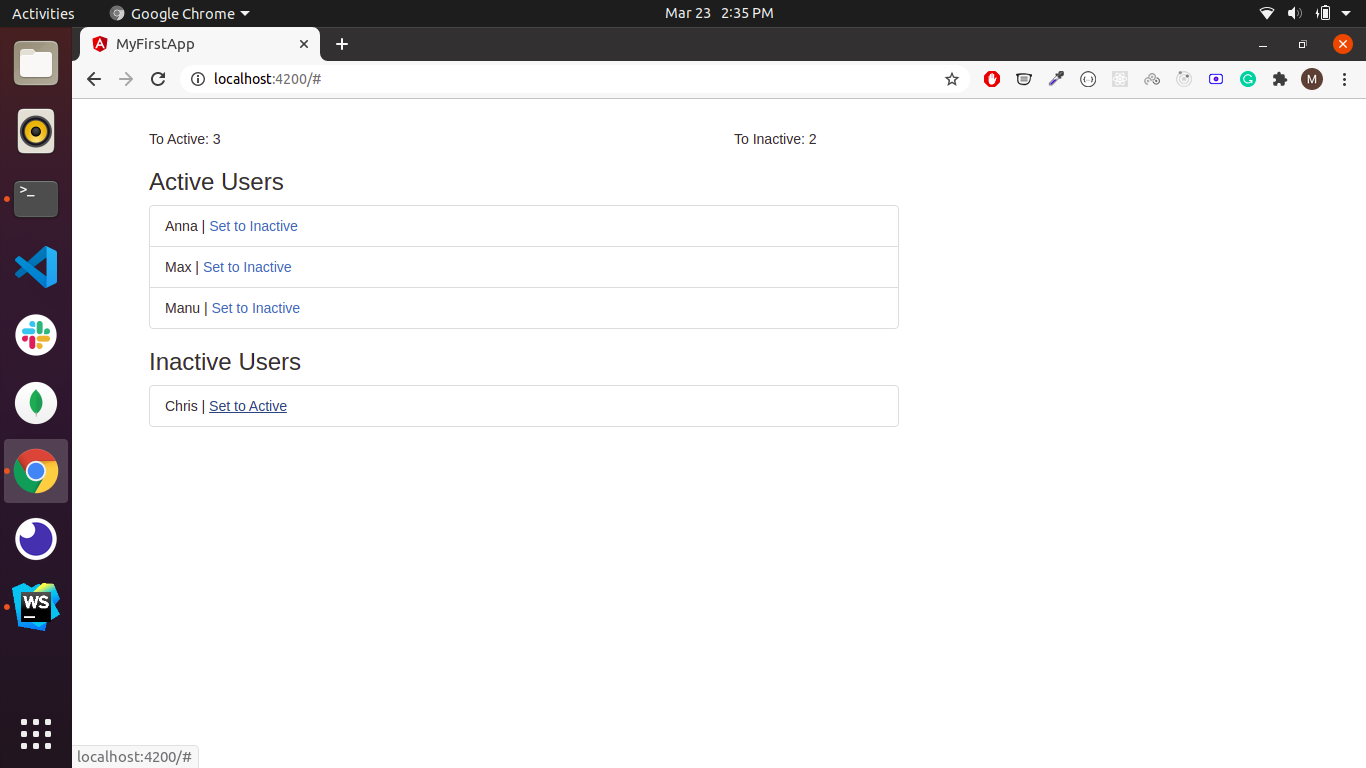 Activities
Google Chrome
Mar 23 2:35 PM
MyFirstApp
localhost:4200/#
M
To Active: 3
To Inactive: 2
Active Users
Anna | Set to Inactive
Max | Set to Inactive
Manu | Set to Inactive
Inactive Users
Chris | Set to Active
>_
WS
localhost:4200/#